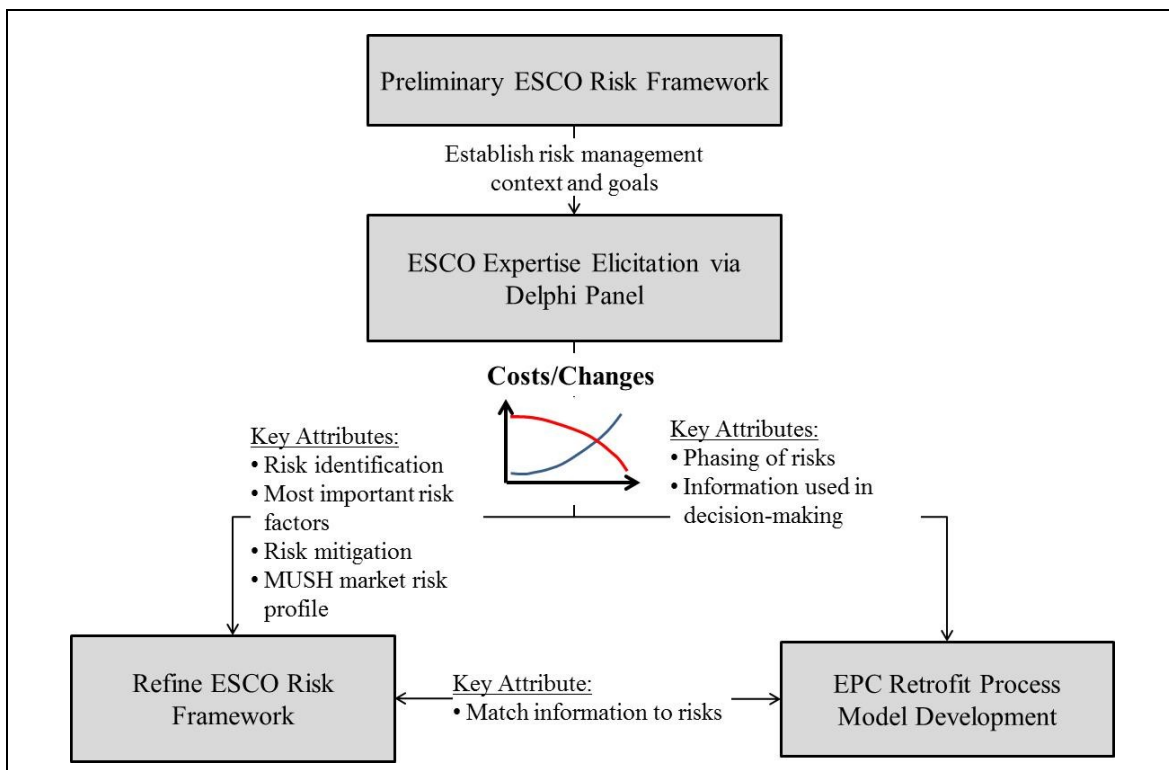 Preliminary ESCO Risk Framework
Establish risk management
context and goals
ESCO Expertise Elicitation via
Delphi Panel
Costs/Changes
Key Attributes:
• Risk identification
• Most important risk
factors
• Risk mitigation
• MUSH market risk
profile
Key Attributes:
• Phasing of risks
• Information used in
decision-making
Refine ESCO Risk
Framework
Key Attribute:
• Match information to risks
EPC Retrofit Process
Model Development